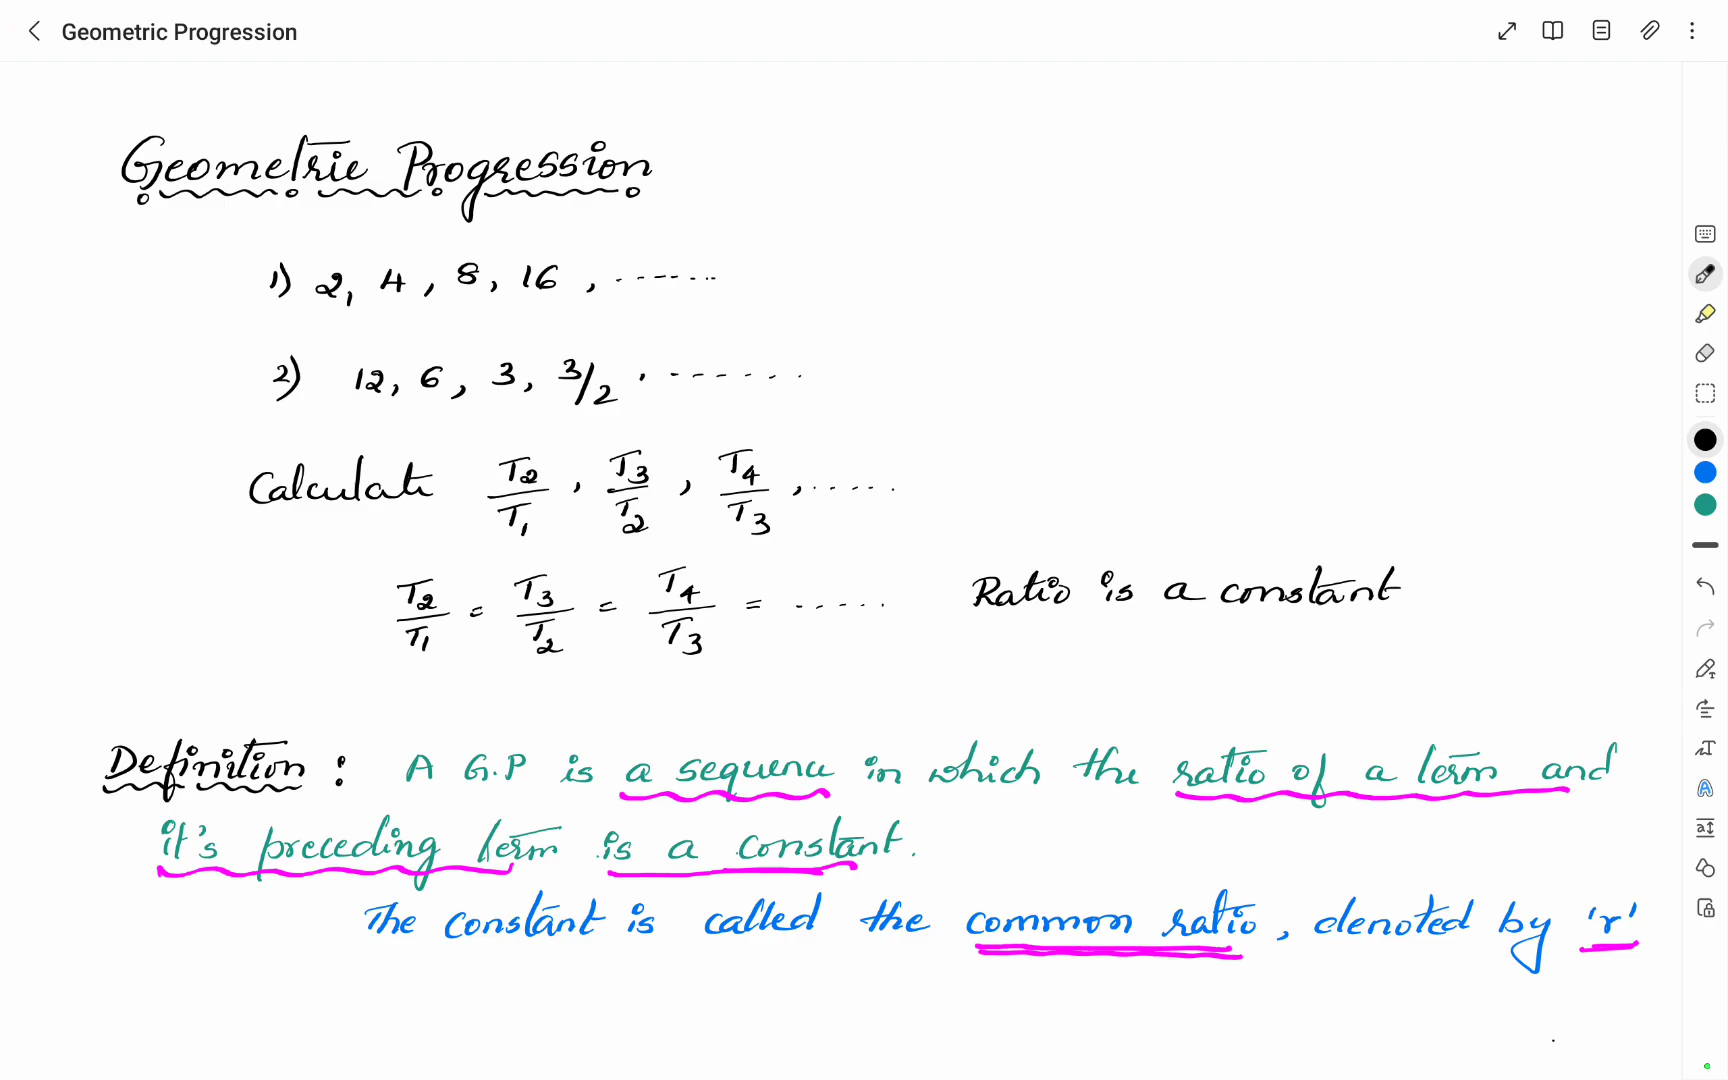 Geometric Progression
Geometric Progression
1) 2, 4, 8, 16, .......
2) 12, 6, 3, 3/2, .......
Calculate T2/T1, T3/T2, T4/T3, .....
T2/T1 = T3/T2 = T4/T3 = ...... Ratio is a constant
Definition : A G.P is a sequence in which the ratio of a term and
it's preceding term is a constant.
The constant is called the common ratio, denoted by 'r'